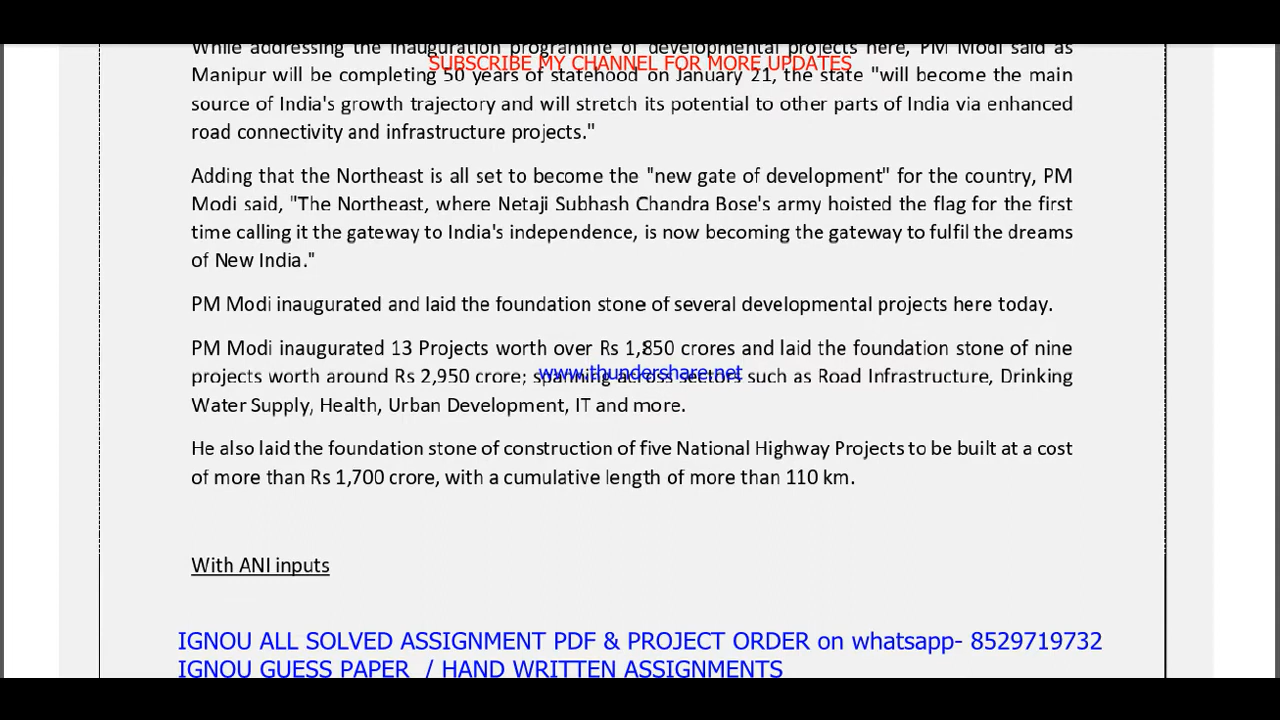 While addressing the inauguration programme of developmental projects here, PM Modi said as
SUBSCRIBE MY CHANNEL FOR MORE UPDATES
Manipur will be completing 50 years of statehood on January 21, the state "will become the main
source of India's growth trajectory and will stretch its potential to other parts of India via enhanced
road connectivity and infrastructure projects."
Adding that the Northeast is all set to become the "new gate of development" for the country, PM
Modi said, "The Northeast, where Netaji Subhash Chandra Bose's army hoisted the flag for the first
time calling it the gateway to India's independence, is now becoming the gateway to fulfil the dreams
of New India."
PM Modi inaugurated and laid the foundation stone of several developmental projects here today.
PM Modi inaugurated 13 Projects worth over Rs 1,850 crores and laid the foundation stone of nine
www.thundershare.net
projects worth around Rs 2,950 crore; spanning across sectors such as Road Infrastructure, Drinking
Water Supply, Health, Urban Development, IT and more.
He also laid the foundation stone of construction of five National Highway Projects to be built at a cost
of more than Rs 1,700 crore, with a cumulative length of more than 110 km.
With ANI inputs
IGNOU ALL SOLVED ASSIGNMENT PDF & PROJECT ORDER on whatsapp- 8529719732
IGNOU GUESS PAPER / HAND WRITTEN ASSIGNMENTS